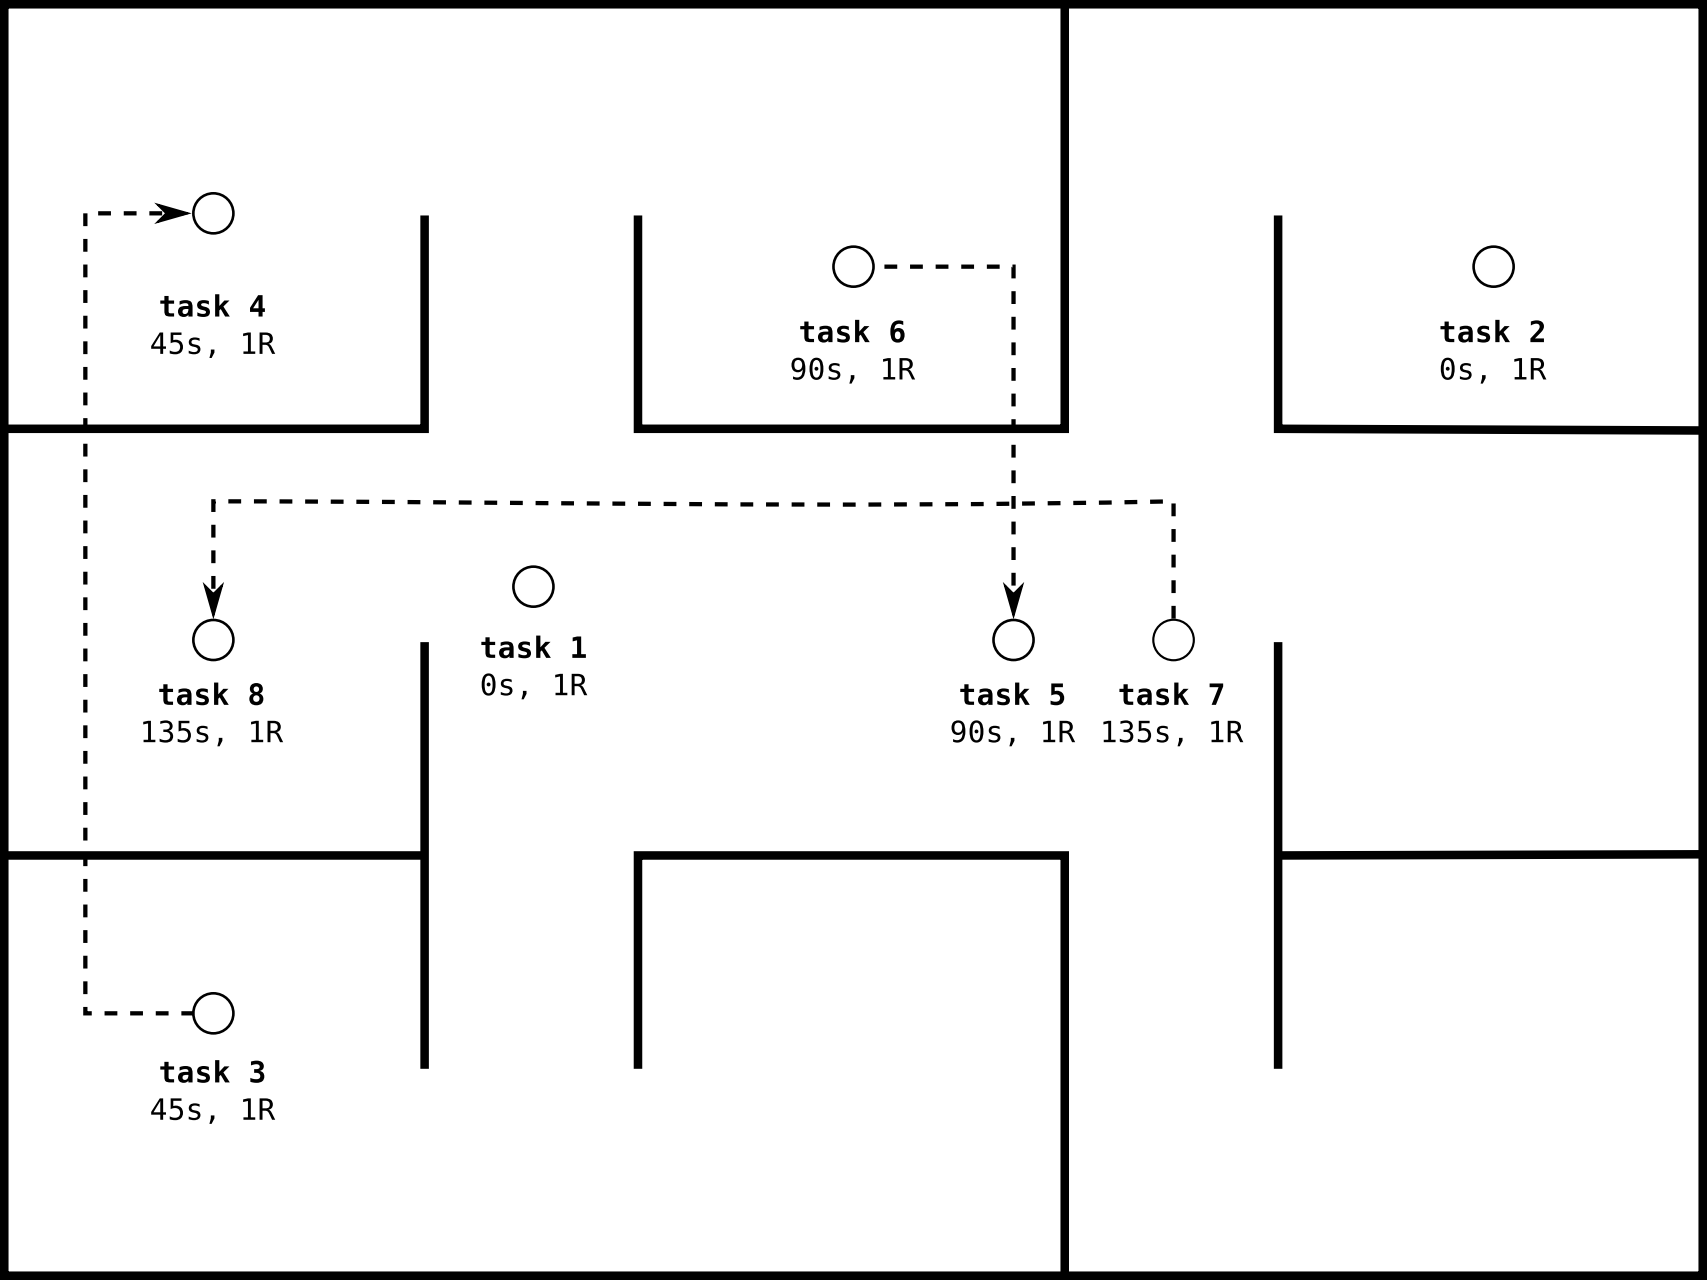 task 4
45s, 1R
task 6
90s, 1R
task 2
0s, 1R
task 1
0s, 1R
task 8
135s, 1R
task 5
90s, 1R
task 7
135s, 1R
task 3
45s, 1R